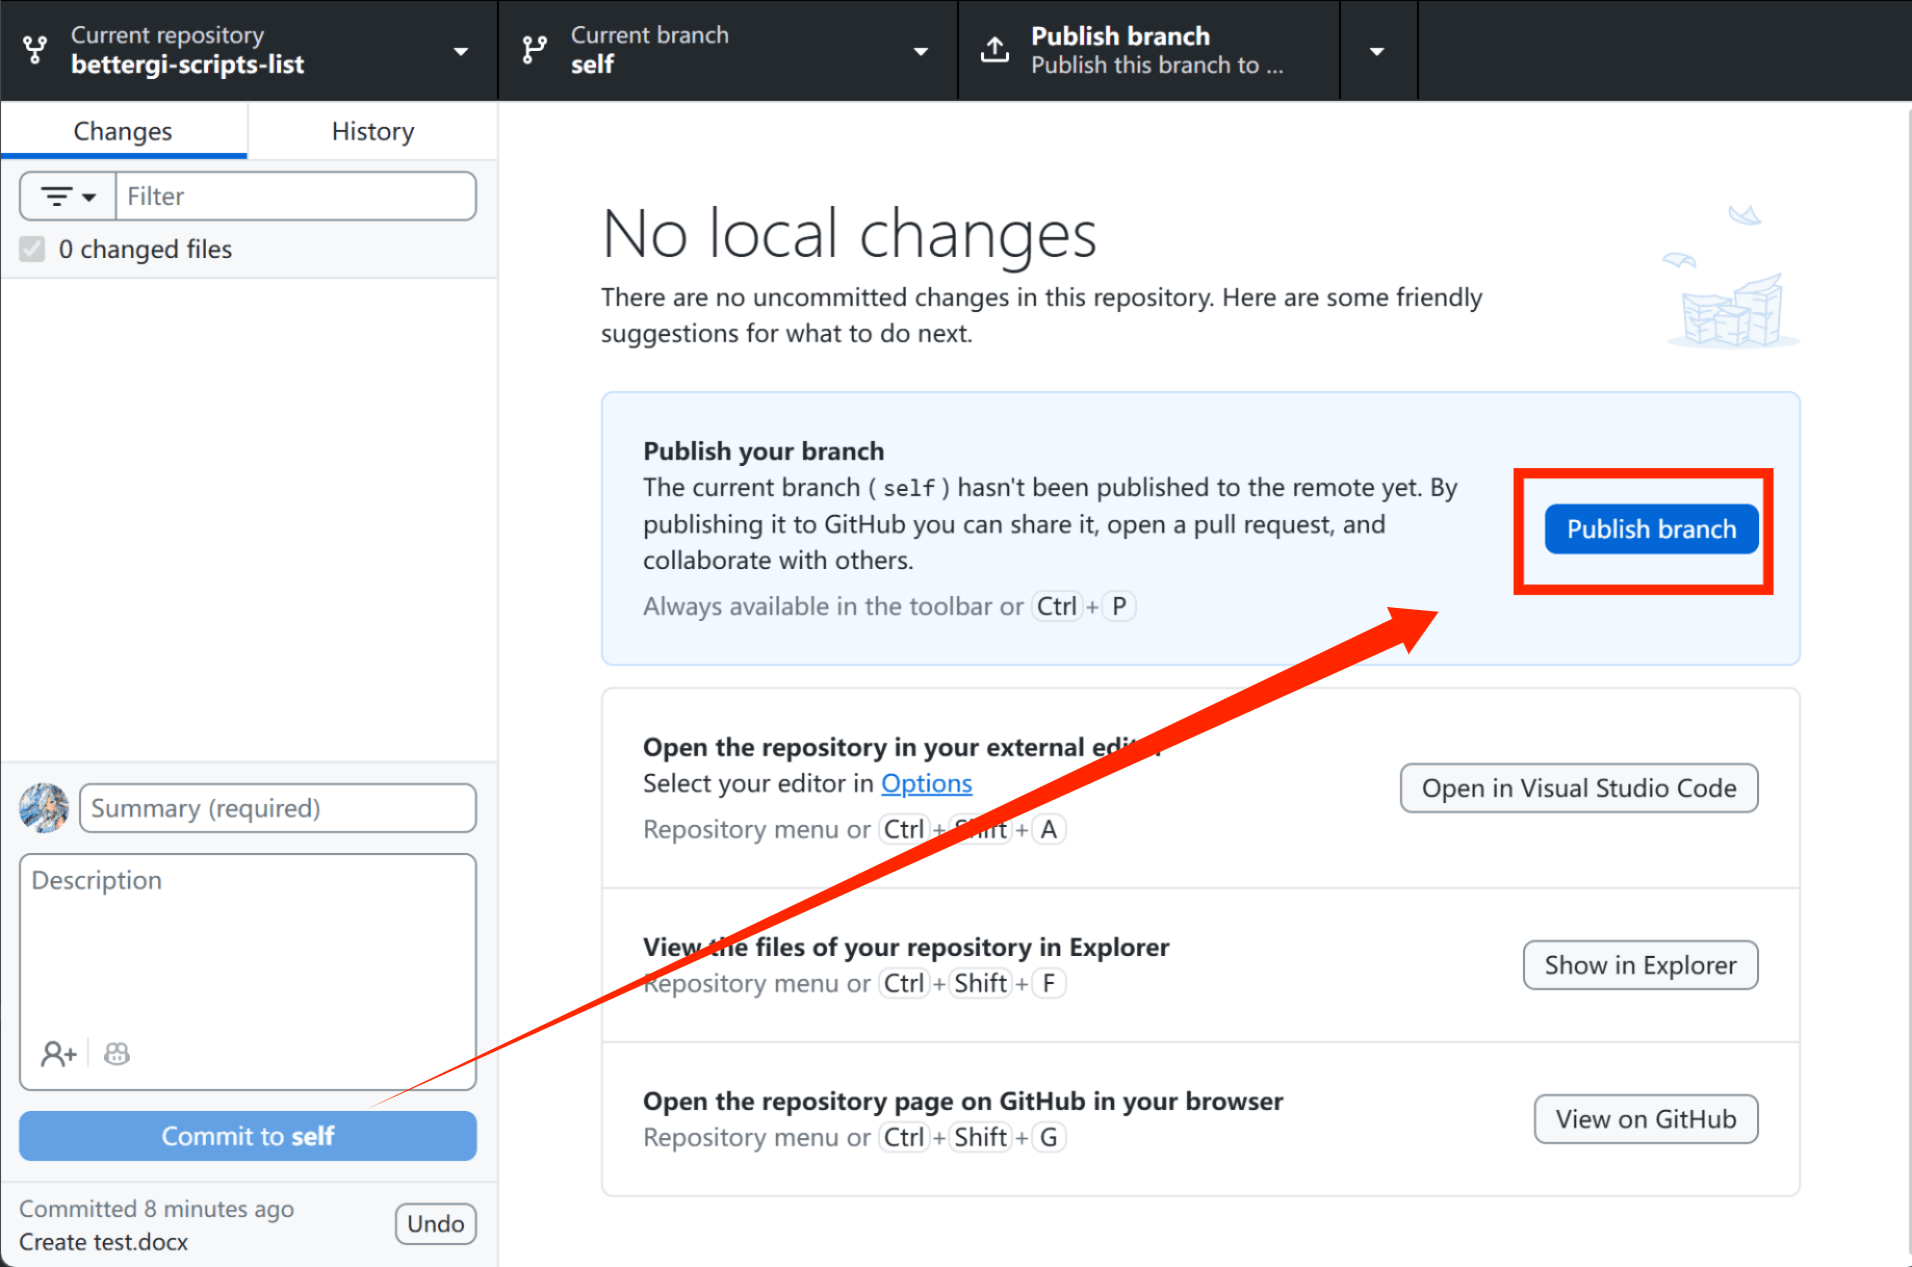 Current repository
bettergi-scripts-list
Current branch
self
Publish branch
Publish this branch to ...
Changes
History
Filter
0 changed files
No local changes
There are no uncommitted changes in this repository. Here are some friendly
suggestions for what to do next.
Publish your branch
The current branch ( self ) hasn't been published to the remote yet. By
publishing it to GitHub you can share it, open a pull request, and
collaborate with others.
Always available in the toolbar or Ctrl + P
Publish branch
Open the repository in your external editor
Select your editor in Options
Repository menu or Ctrl + Shift + A
Open in Visual Studio Code
View the files of your repository in Explorer
Repository menu or Ctrl + Shift + F
Show in Explorer
Open the repository page on GitHub in your browser
Repository menu or Ctrl + Shift + G
View on GitHub
Summary (required)
Description
Commit to self
Committed 8 minutes ago
Create test.docx
Undo